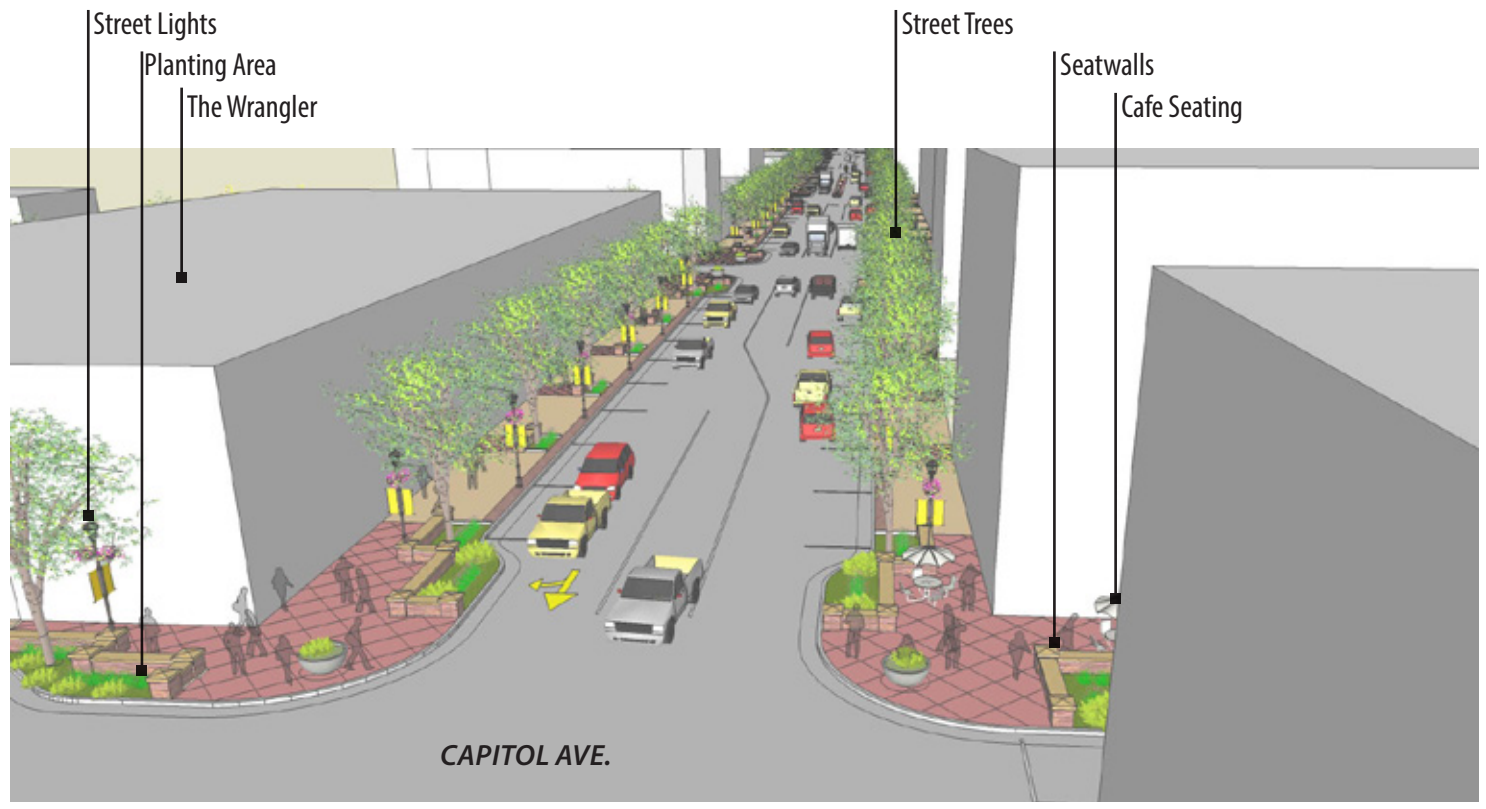 Street Lights
Planting Area
The Wrangler
Street Trees
Seatwalls
Cafe Seating
CAPITOL AVE.